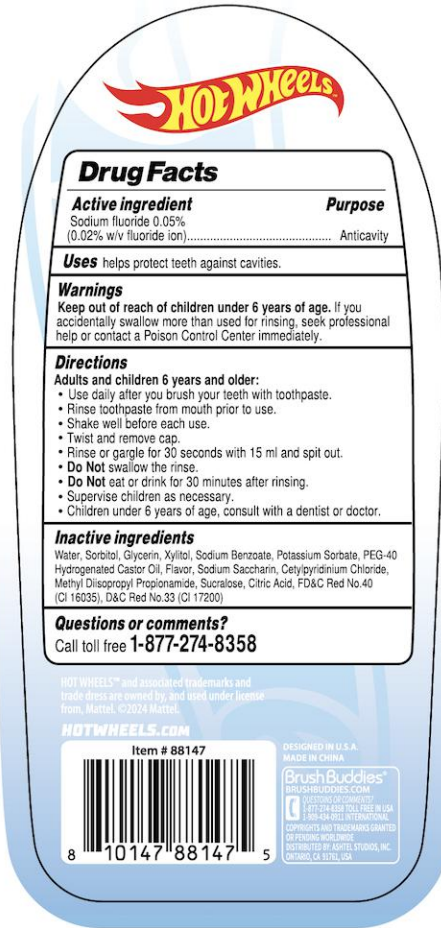 HOT WHEELS™
Drug Facts
Active ingredient Purpose
Sodium fluoride 0.05%
(0.02% w/v fluoride ion)............................................... Anticavity
Uses helps protect teeth against cavities.
Warnings
Keep out of reach of children under 6 years of age. If you
accidentally swallow more than used for rinsing, seek professional
help or contact a Poison Control Center immediately.
Directions
Adults and children 6 years and older:
• Use daily after you brush your teeth with toothpaste.
• Rinse toothpaste from mouth prior to use.
• Shake well before each use.
• Twist and remove cap.
• Rinse or gargle for 30 seconds with 15 ml and spit out.
• Do Not swallow the rinse.
• Do Not eat or drink for 30 minutes after rinsing.
• Supervise children as necessary.
• Children under 6 years of age, consult with a dentist or doctor.
Inactive ingredients
Water, Sorbitol, Glycerin, Xylitol, Sodium Benzoate, Potassium Sorbate, PEG-40
Hydrogenated Castor Oil, Flavor, Sodium Saccharin, Cetylpyridinium Chloride,
Methyl Diisopropyl Propionamide, Sucralose, Citric Acid, FD&C Red No.40
(CI 16035), D&C Red No.33 (CI 17200)
Questions or comments?
Call toll free 1-877-274-8358
HOT WHEELS™ and associated trademarks and
trade dress are owned by, and used under license
from, Mattel. ©2024 Mattel.
HOTWHEELS.COM
Item # 88147
8 10147 88147 5
DESIGNED IN U.S.A.
MADE IN CHINA
Brush Buddies®
BRUSHBUDDIES.COM
QUESTIONS OR COMMENTS?
1-877-274-8358 TOLL FREE IN USA
1-909-434-0911 INTERNATIONAL
COPYRIGHTS AND TRADEMARKS GRANTED
OR PENDING WORLDWIDE
DISTRIBUTED BY: ASHTEL STUDIOS, INC.
ONTARIO, CA 91761, USA